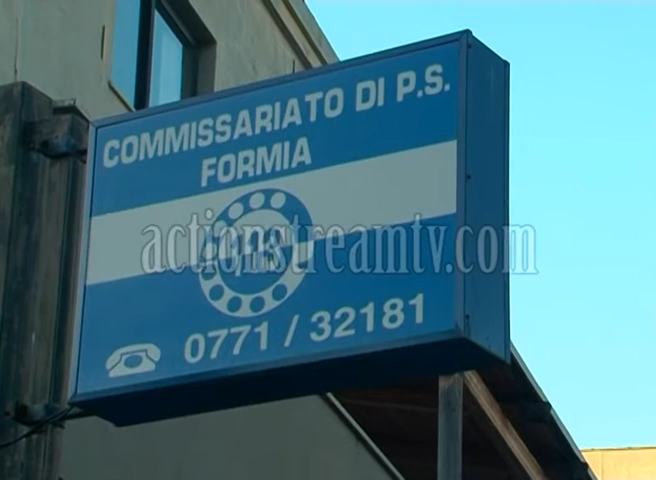 COMMISSARIATO DI P.S.
FORMIA
actionstreamtv.com
0771 / 32181